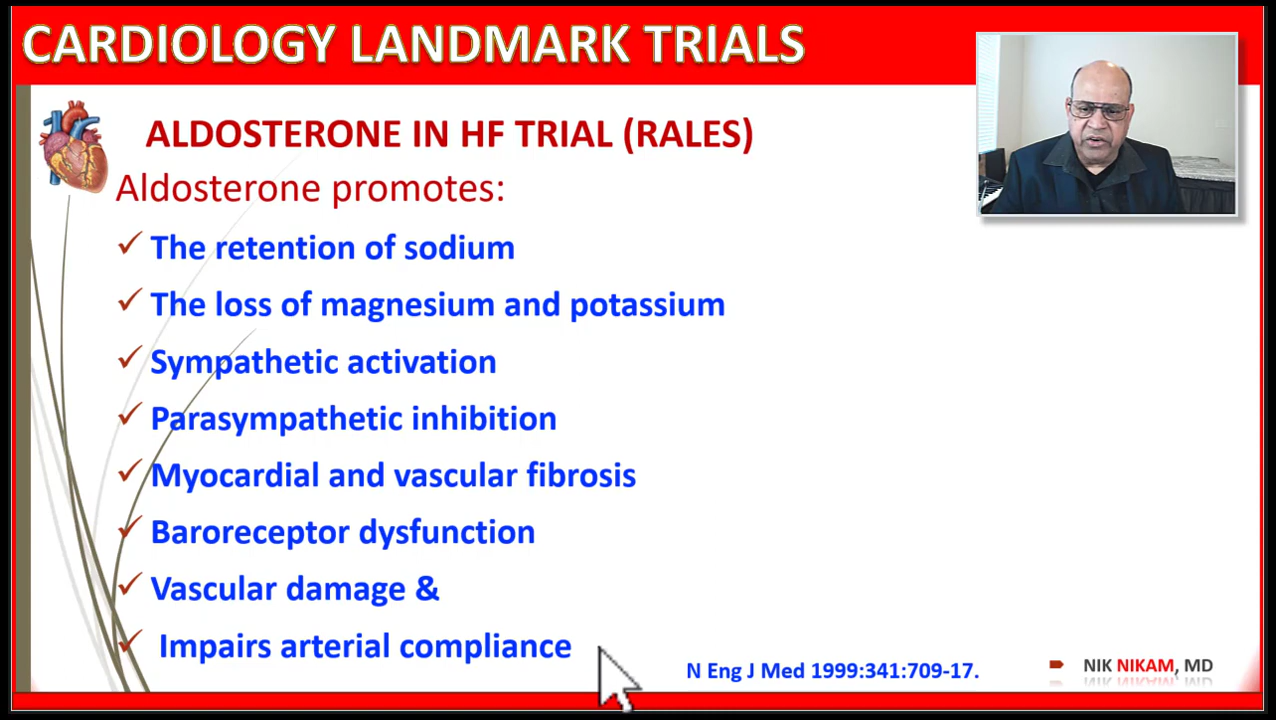 CARDIOLOGY LANDMARK TRIALS
ALDOSTERONE IN HF TRIAL (RALES)
Aldosterone promotes:
✓ The retention of sodium
✓ The loss of magnesium and potassium
✓ Sympathetic activation
✓ Parasympathetic inhibition
✓ Myocardial and vascular fibrosis
✓ Baroreceptor dysfunction
✓ Vascular damage &
✓ Impairs arterial compliance
N Eng J Med 1999:341:709-17.
NIK NIKAM, MD